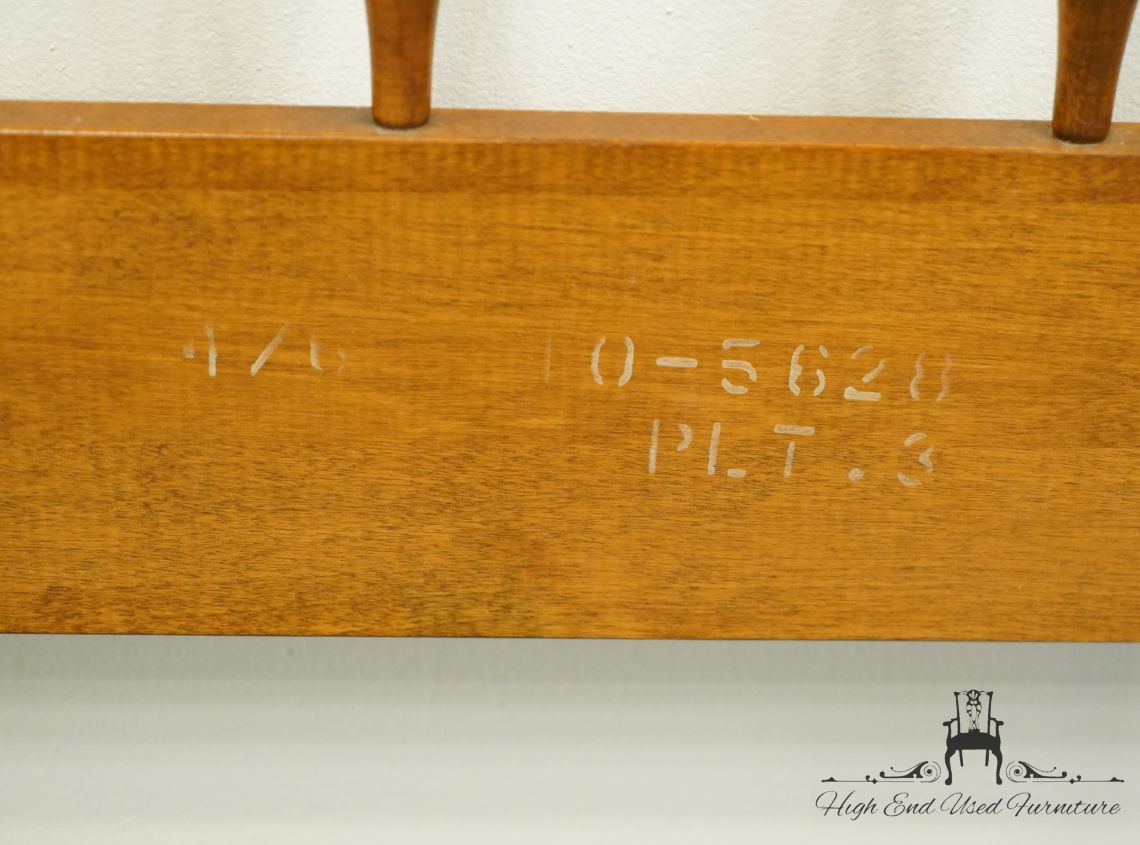 4/6 10-5628
PLT.3
High End Used Furniture